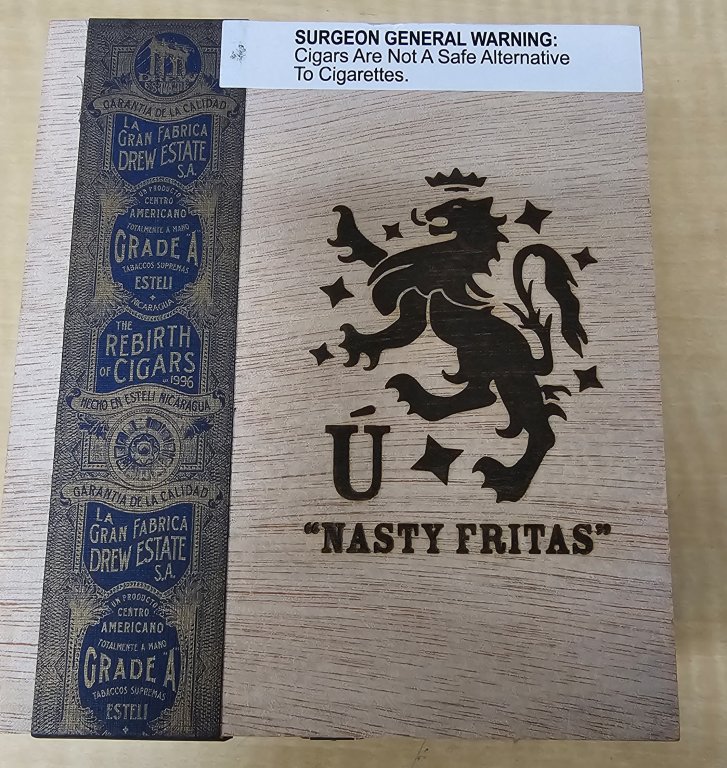 SURGEON GENERAL WARNING:
Cigars Are Not A Safe Alternative
To Cigarettes.
GARANTIA DE LA CALIDAD
LA
GRAN FABRICA
DREW ESTATE
S.A.
UN PRODUCTO
CENTRO
AMERICANO
TOTALMENTE A MANO
GRADE "A"
TABACCOS SUPREMAS
ESTELI
NICARAGUA
THE
REBIRTH
OF CIGARS
1996
HECHO EN ESTELI NICARAGUA
GARANTIA DE LA CALIDAD
LA
GRAN FABRICA
DREW ESTATE
S.A.
UN PRODUCTO
CENTRO
AMERICANO
TOTALMENTE A MANO
GRADE "A"
TABACCOS SUPREMAS
ESTELI
Ú
“NASTY FRITAS”